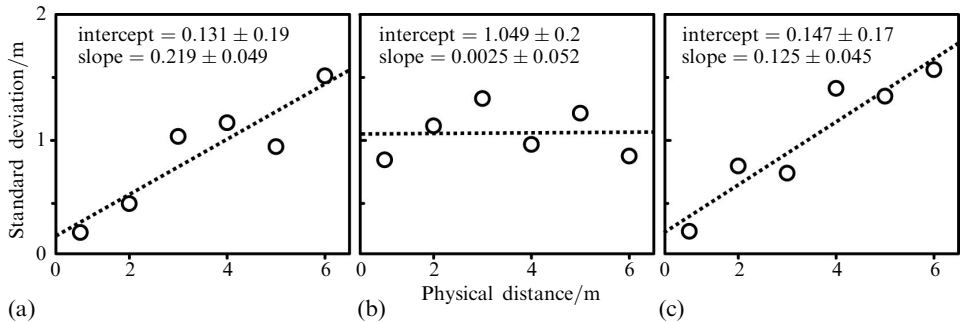 Standard deviation/m
2
1
0
intercept = 0.131 ± 0.19
slope = 0.219 ± 0.049
intercept = 1.049 ± 0.2
slope = 0.0025 ± 0.052
intercept = 0.147 ± 0.17
slope = 0.125 ± 0.045
0 2 4 6 0 2 4 6 0 2 4 6
Physical distance/m
(a) (b) (c)